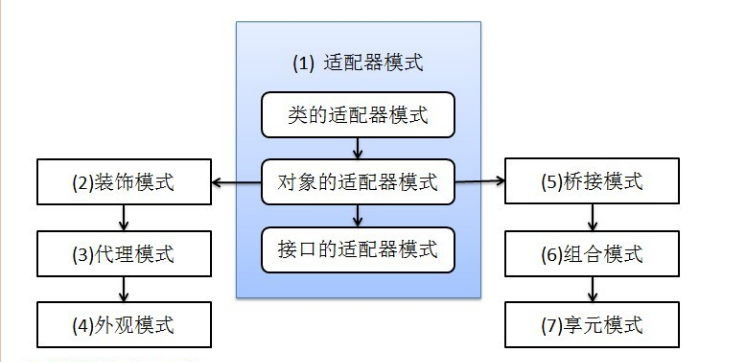 (1) 适配器模式
类的适配器模式
(2)装饰模式
对象的适配器模式
(5)桥接模式
(3)代理模式
接口的适配器模式
(6)组合模式
(4)外观模式
(7)享元模式